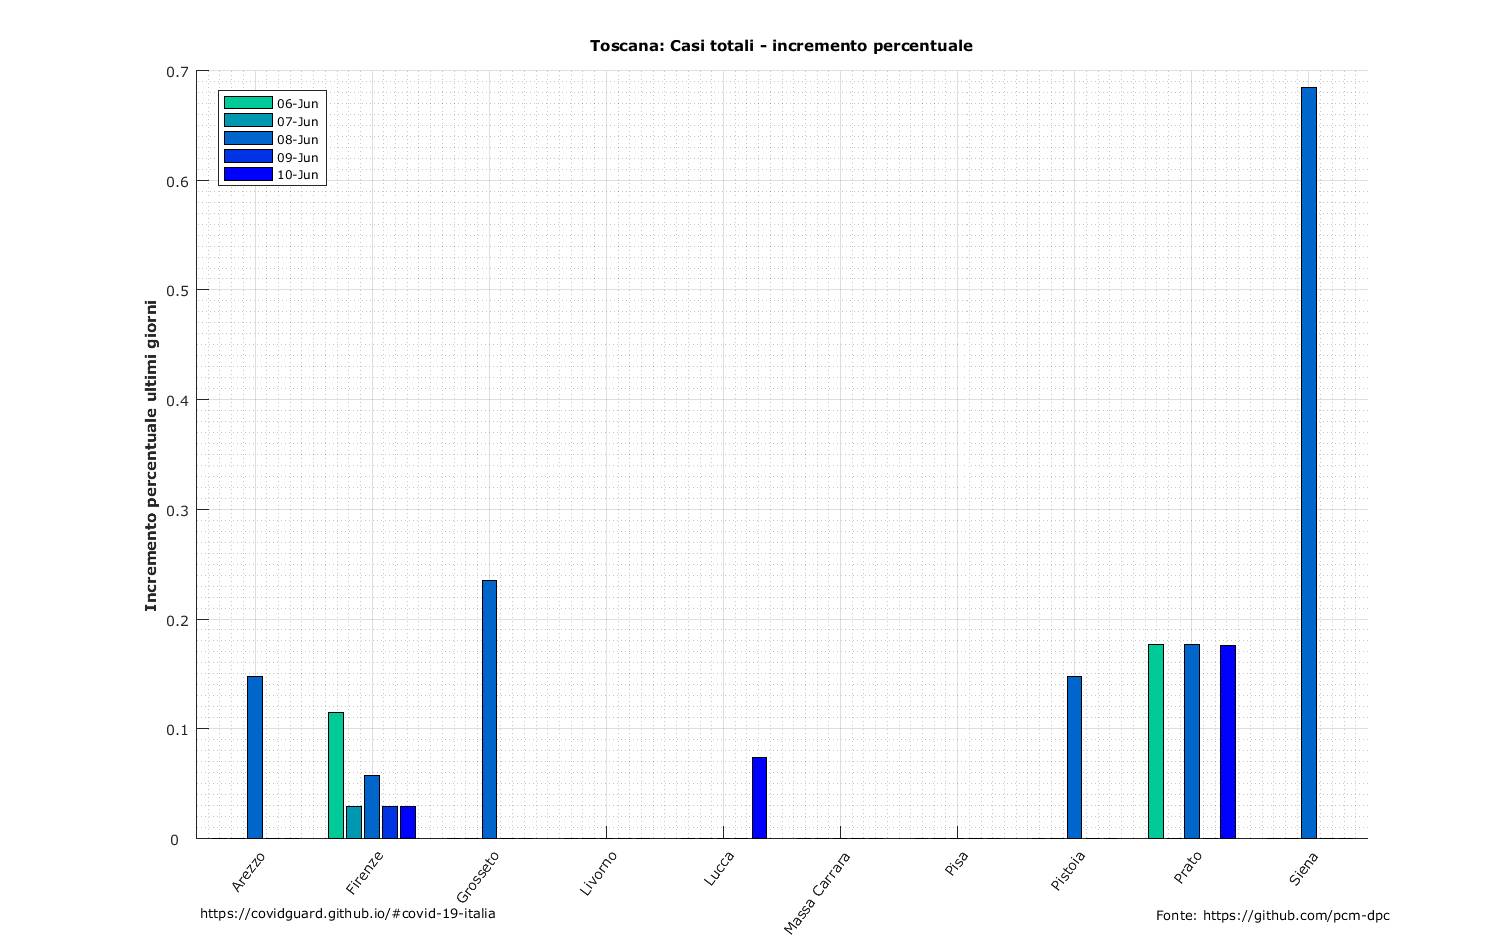 Toscana: Casi totali - incremento percentuale
Incremento percentuale ultimi giorni
0.7
0.6
0.5
0.4
0.3
0.2
0.1
0
06-Jun
07-Jun
08-Jun
09-Jun
10-Jun
Arezzo
Firenze
Grosseto
Livorno
Lucca
Massa Carrara
Pisa
Pistoia
Prato
Siena
https://covidguard.github.io/#covid-19-italia
Fonte: https://github.com/pcm-dpc